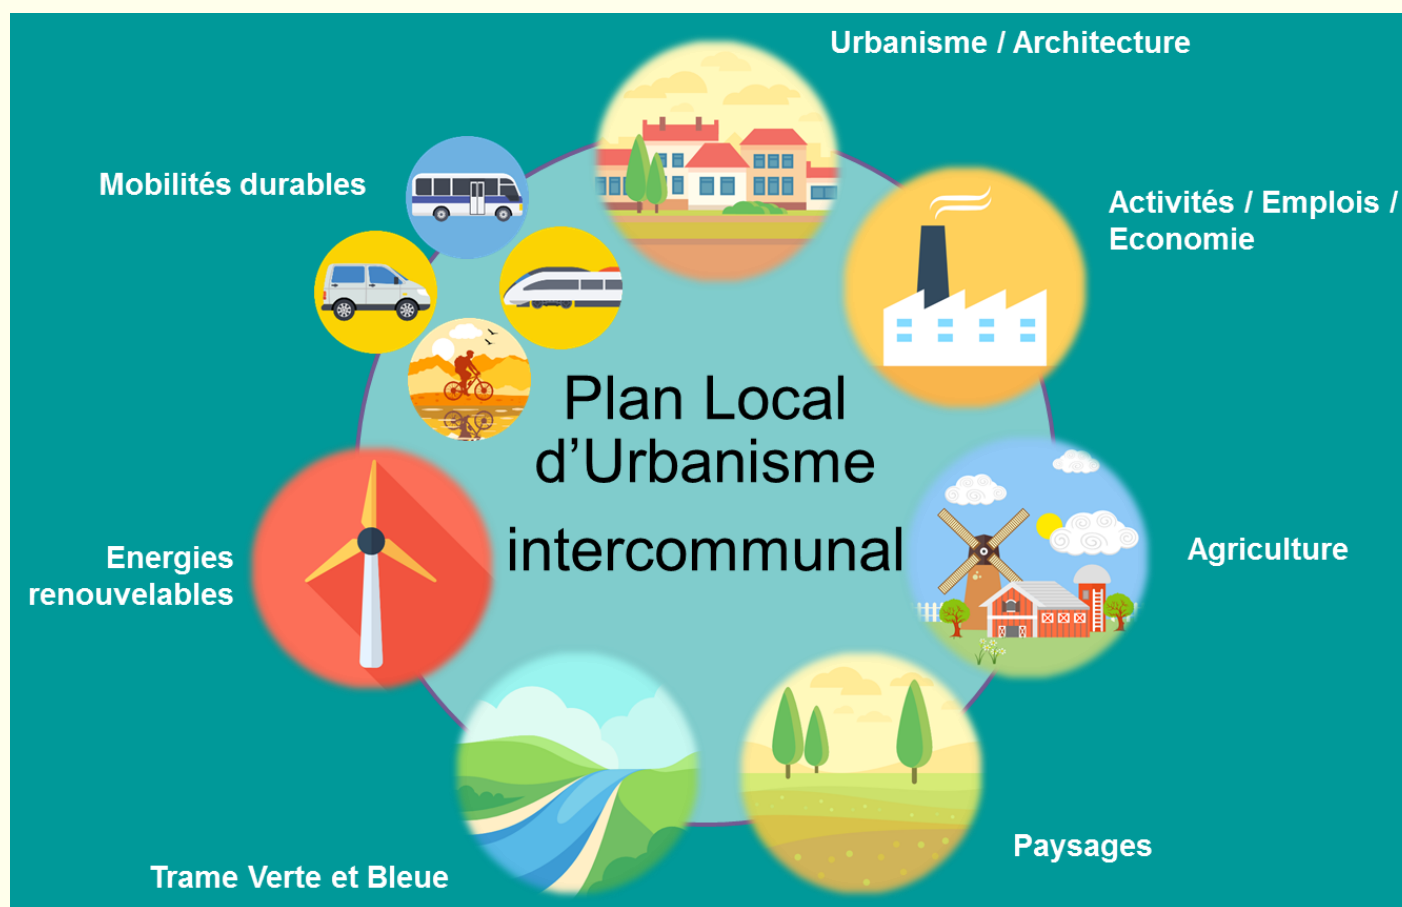 Urbanisme / Architecture
Mobilités durables
Activités / Emplois /
Economie
Plan Local
d’Urbanisme
intercommunal
Energies
renouvelables
Agriculture
Paysages
Trame Verte et Bleue